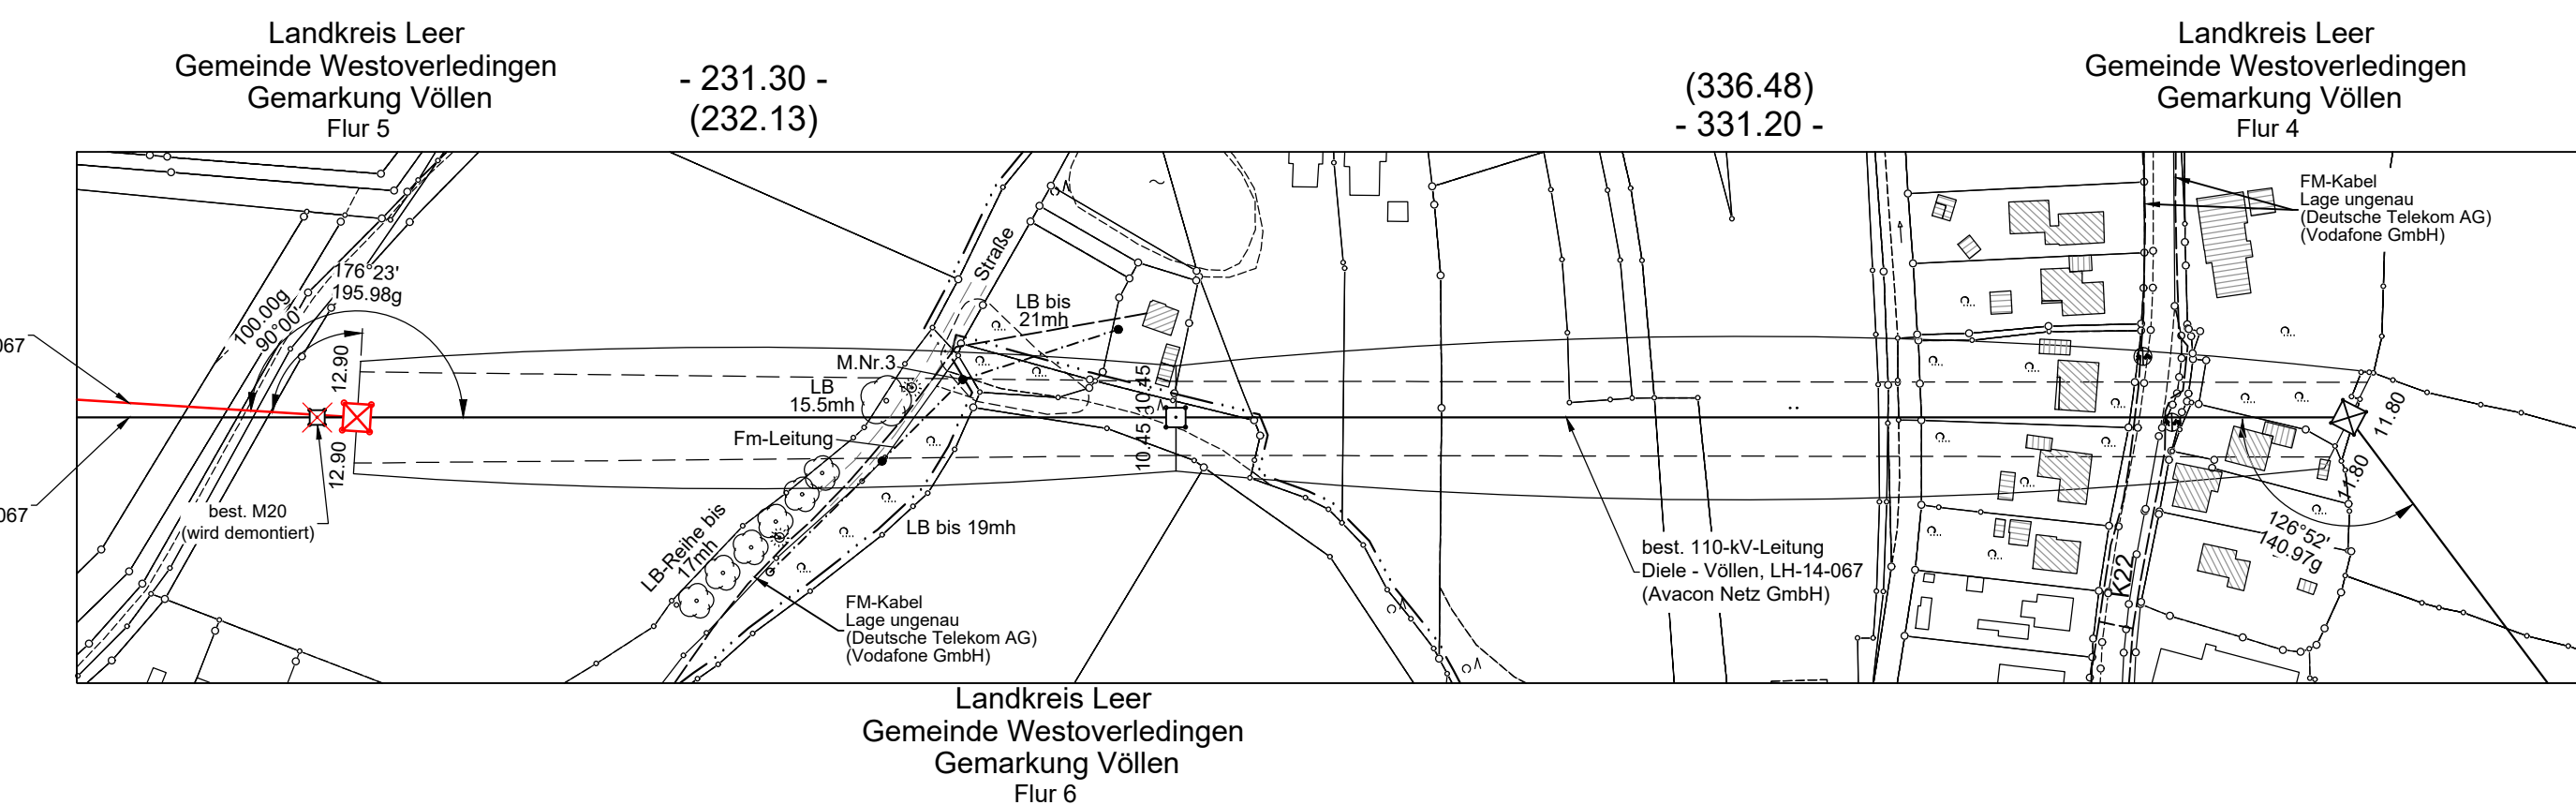 Landkreis Leer
Gemeinde Westoverledingen
Gemarkung Völlen
Flur 5
- 231.30 -
(232.13)
(336.48)
- 331.20 -
Landkreis Leer
Gemeinde Westoverledingen
Gemarkung Völlen
Flur 4
FM-Kabel
Lage ungenau
(Deutsche Telekom AG)
(Vodafone GmbH)
Straße
176°23'
195.98g
100.00g
90°00'
067
12.90
12.90
LB bis
21mh
M.Nr.3
LB
15.5mh
10.45
10.45
Fm-Leitung
best. M20
(wird demontiert)
067
LB-Reihe bis
17mh
LB bis 19mh
FM-Kabel
Lage ungenau
(Deutsche Telekom AG)
(Vodafone GmbH)
best. 110-kV-Leitung
Diele - Völlen, LH-14-067
(Avacon Netz GmbH)
K22
11.80
11.80
126°52'
140.97g
Landkreis Leer
Gemeinde Westoverledingen
Gemarkung Völlen
Flur 6